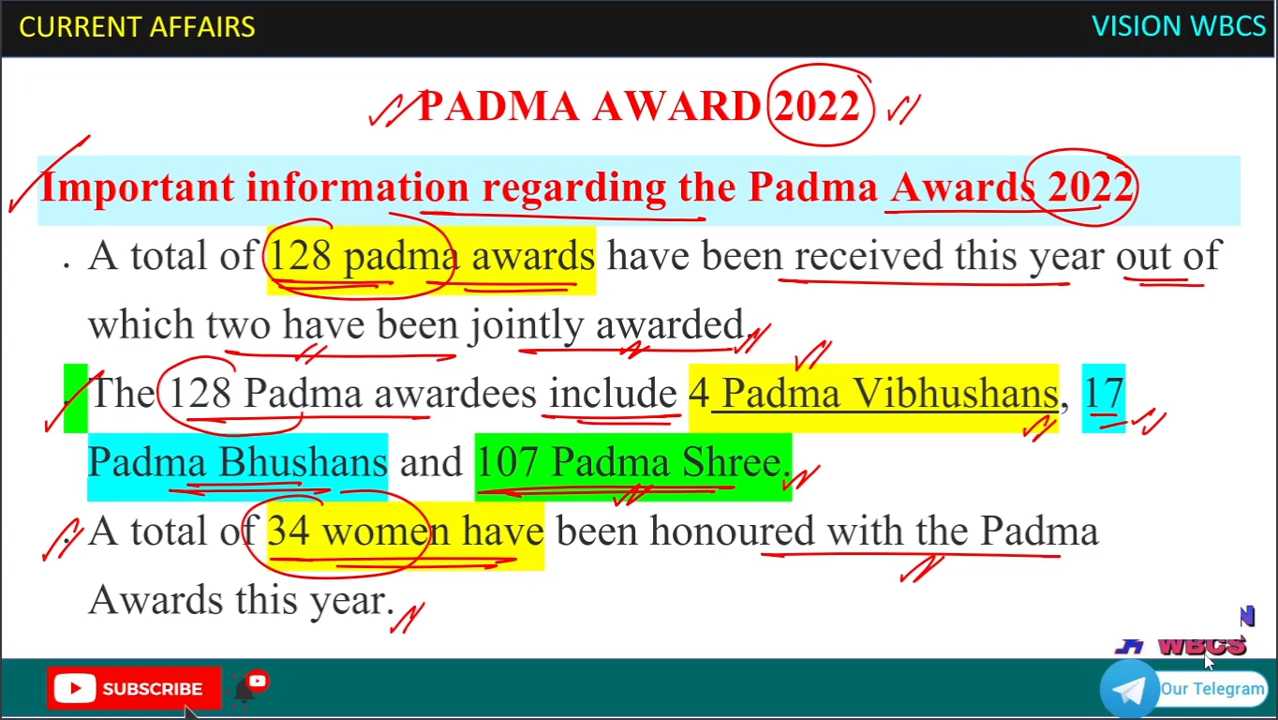 CURRENT AFFAIRS
VISION WBCS
PADMA AWARD 2022
Important information regarding the Padma Awards 2022
. A total of 128 padma awards have been received this year out of
which two have been jointly awarded.
. The 128 Padma awardees include 4 Padma Vibhushans, 17
Padma Bhushans and 107 Padma Shree.
. A total of 34 women have been honoured with the Padma
Awards this year.
N
WBCS
SUBSCRIBE
Our Telegram